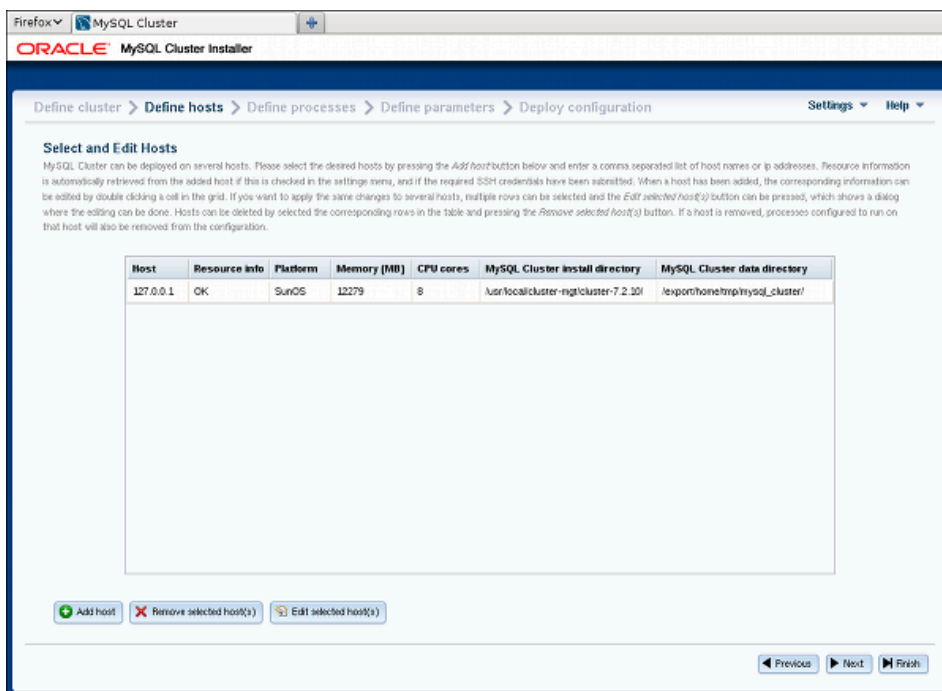 Firefox
MySQL Cluster
ORACLE MySQL Cluster Installer
Define cluster > Define hosts > Define processes > Define parameters > Deploy configuration Settings Help
Select and Edit Hosts
MySQL Cluster can be deployed on several hosts. Please select the desired hosts by pressing the Add host button below and enter a comma separated list of host names or ip addresses. Resource information
is automatically retrieved from the added host if this is checked in the settings menu, and if the required SSH credentials have been submitted. When a host has been added, the corresponding information can
be edited by double clicking a cell in the grid. If you want to apply the same changes to several hosts, multiple rows can be selected and the Edit selected host(s) button can be pressed, which shows a dialog
where the editing can be done. Hosts can be deleted by selected the corresponding rows in the table and pressing the Remove selected host(s) button. If a host is removed, processes configured to run on
that host will also be removed from the configuration.
Host Resource info Platform Memory (MB) CPU cores MySQL Cluster install directory MySQL Cluster data directory
127.0.0.1 OK SunOS 12279 8 /usr/local/cluster-mgt/cluster-7.2.10/ /export/home/tmp/mysql_cluster/
Add host Remove selected host(s) Edit selected host(s)
Previous Next Finish